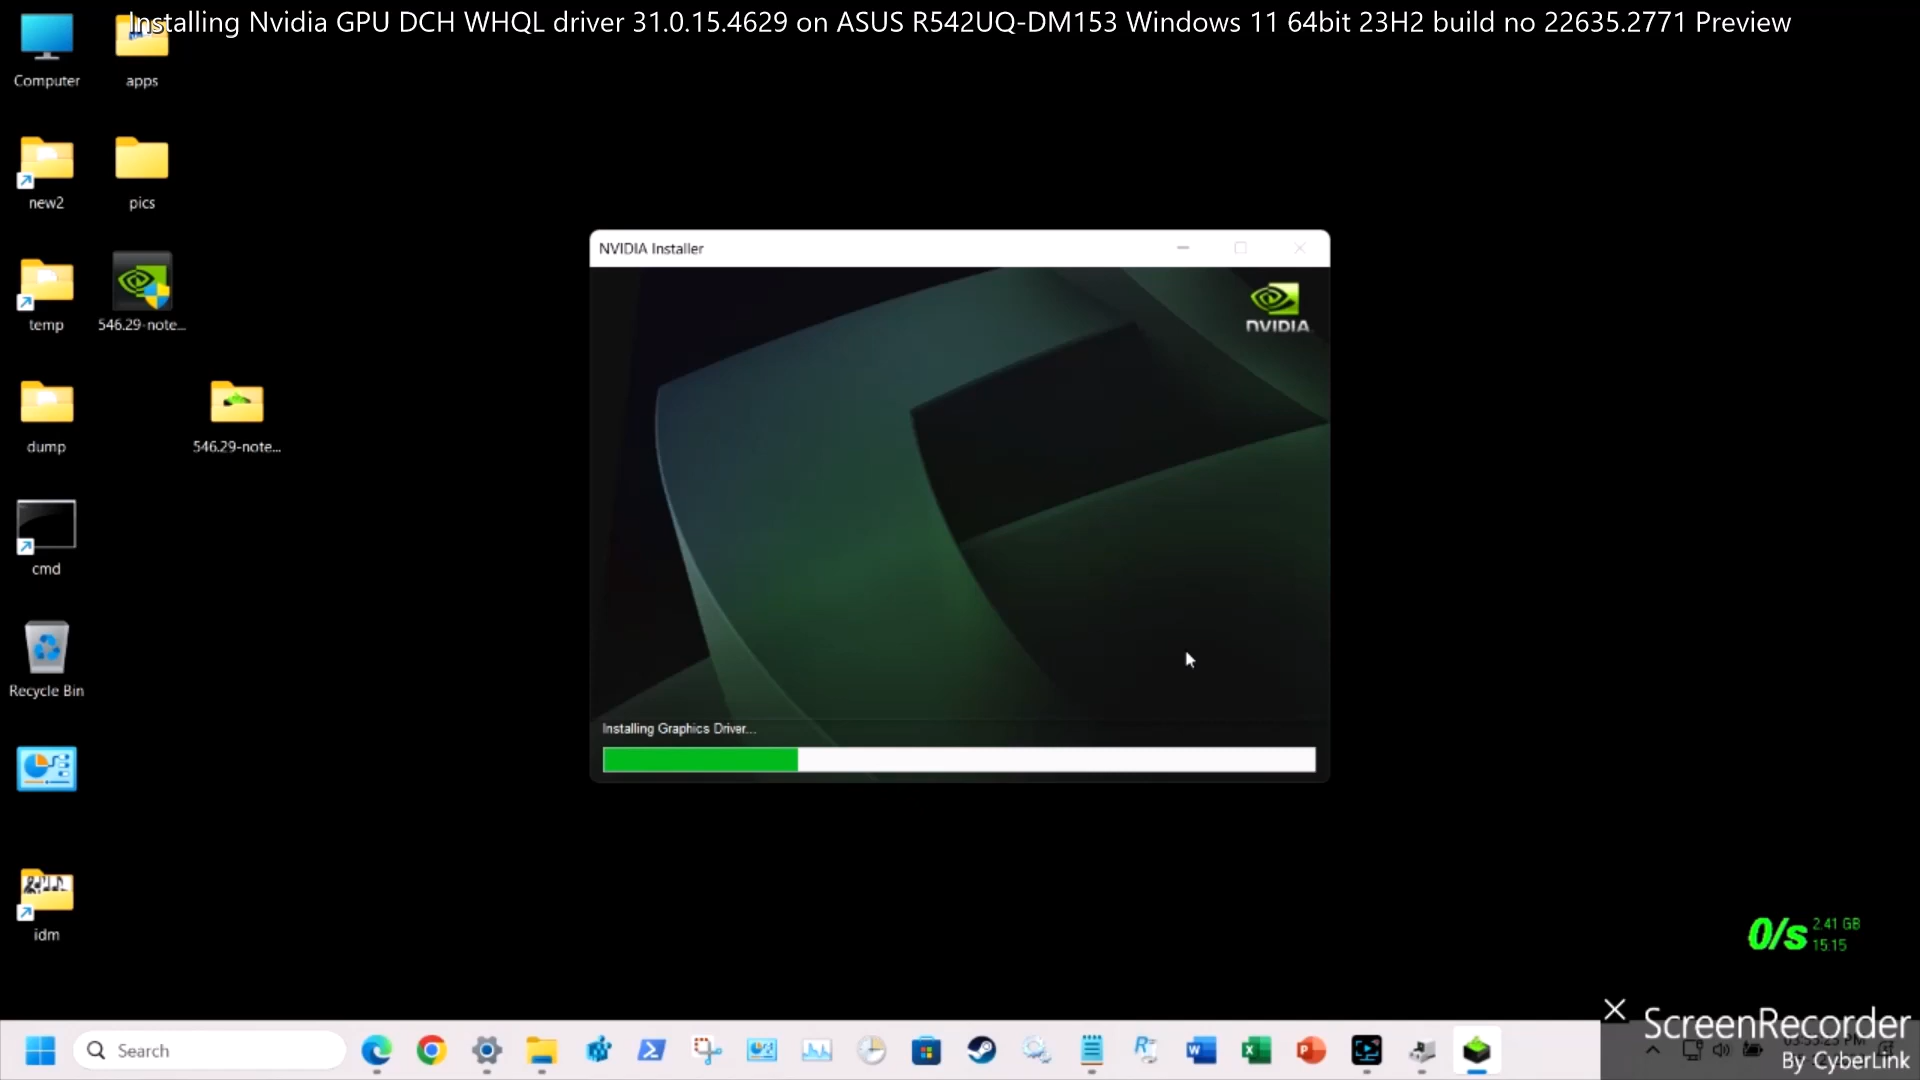 Installing Nvidia GPU DCH WHQL driver 31.0.15.4629 on ASUS R542UQ-DM153 Windows 11 64bit 23H2 build no 22635.2771 Preview
Computer
apps
new2
pics
temp
546.29-note...
dump
546.29-note...
cmd
Recycle Bin
idm
NVIDIA Installer
NVIDIA
Installing Graphics Driver...
0/s
2.41 GB
15.15
Search
ScreenRecorder
By CyberLink